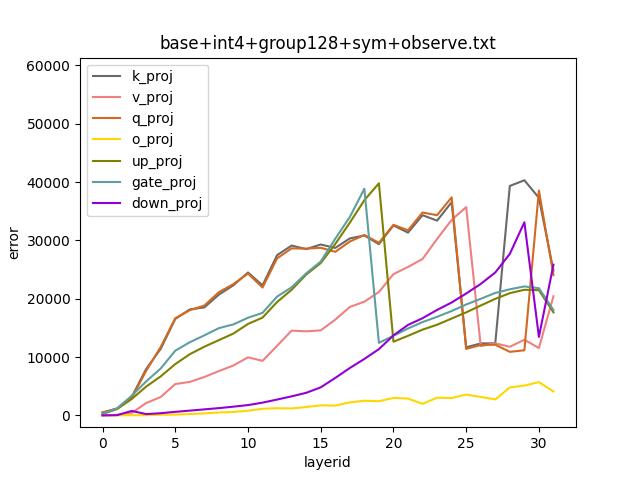 base+int4+group128+sym+observe.txt
60000
50000
40000
30000
20000
10000
0
error
k_proj
v_proj
q_proj
o_proj
up_proj
gate_proj
down_proj
0 5 10 15 20 25 30
layerid